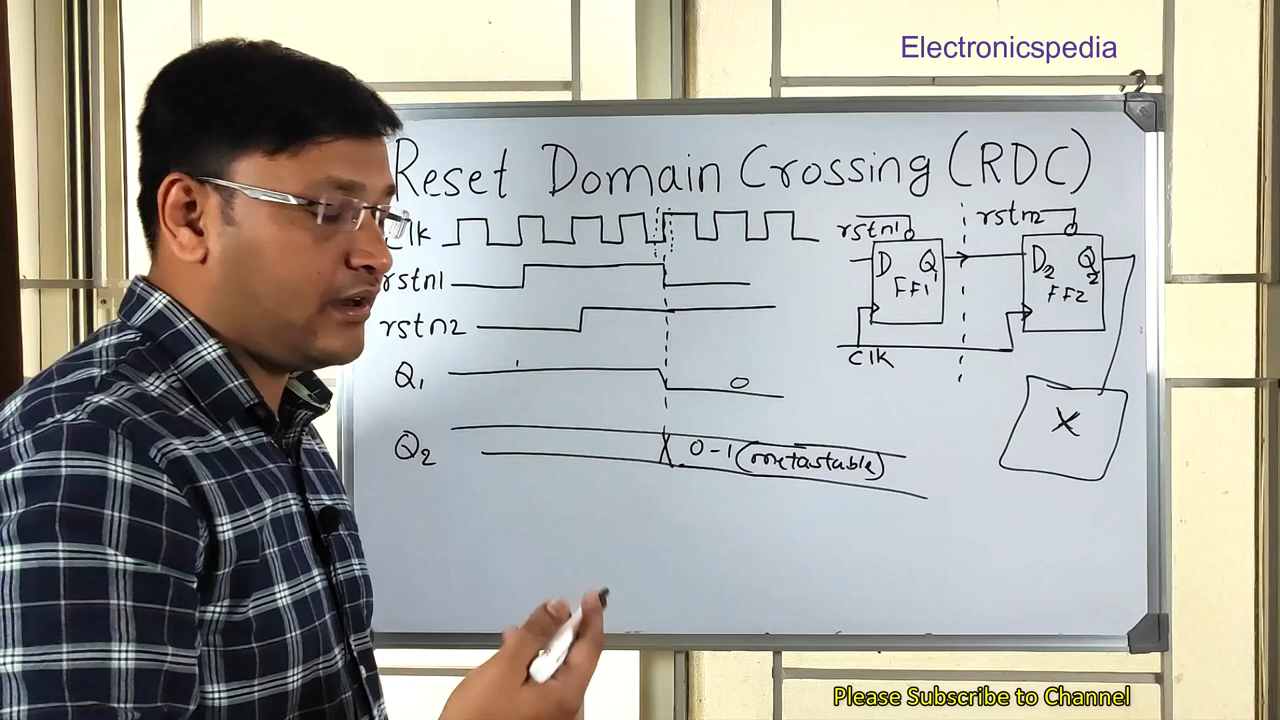 Electronicspedia
Reset Domain Crossing (RDC)
Clk
rstn1
rstn2
Q1
0
Q2
0-1 (metastable)
rstn1
rstn2
D Q1
FF1
D2 Q2
FF2
Clk
X
Please Subscribe to Channel